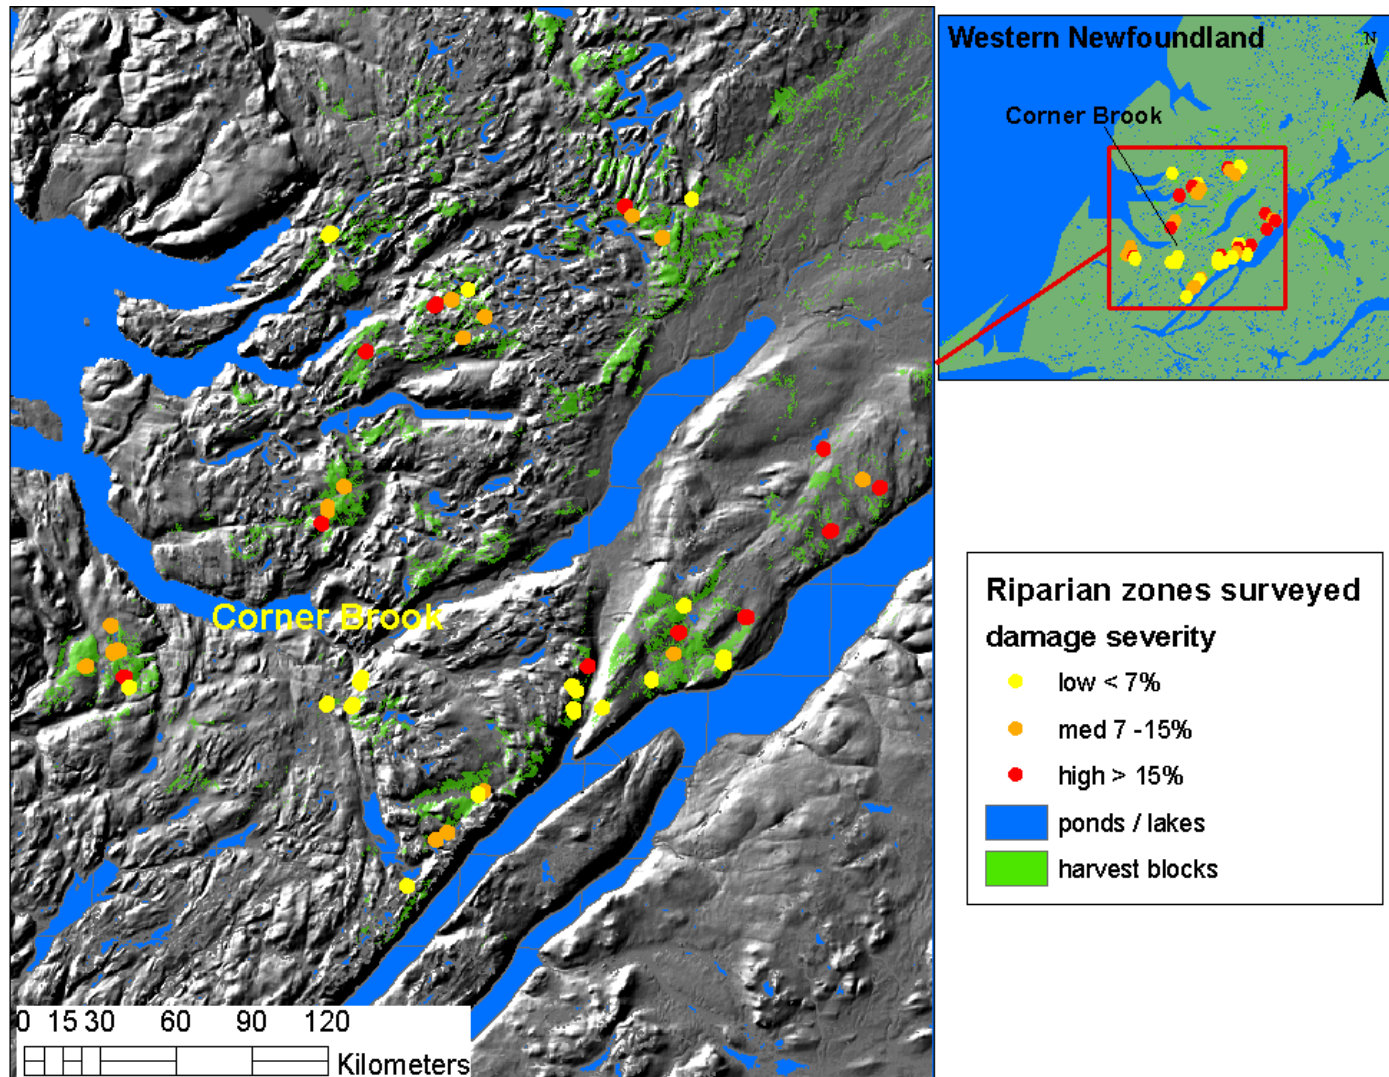 Western Newfoundland
N
Corner Brook
Corner Brook
Riparian zones surveyed
damage severity
low < 7%
med 7 -15%
high > 15%
ponds / lakes
harvest blocks
0 15 30 60 90 120
Kilometers